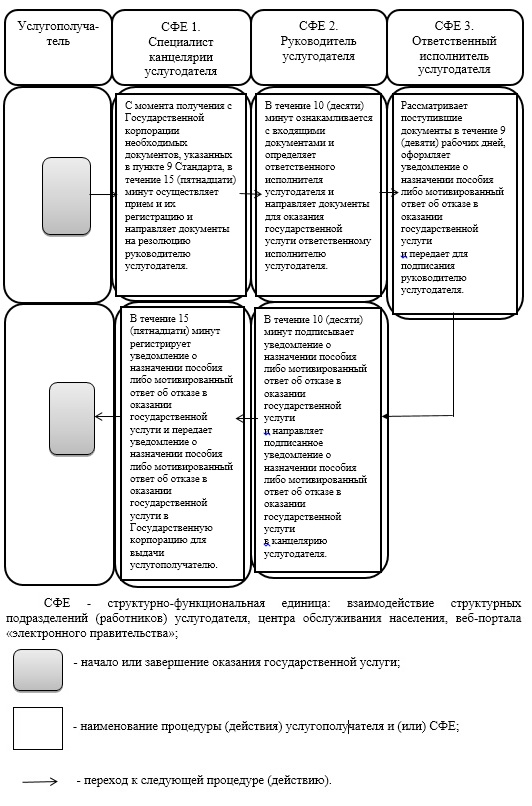 Услугополуча-
тель
СФЕ 1.
Специалист
канцелярии
услугодателя
СФЕ 2.
Руководитель
услугодателя
СФЕ 3.
Ответственный
исполнитель
услугодателя
С момента получения с
Государственной
корпорации
необходимых
документов, указанных
в пункте 9 Стандарта, в
течение 15 (пятнадцати)
минут осуществляет
прием и их
регистрацию и
направляет документы
на резолюцию
руководителю
услугодателя.
В течение 10 (десяти)
минут ознакамливается
с входящими
документами и
определяет
ответственного
исполнителя
услугодателя и
направляет документы
для оказания
государственной
услуги ответственному
исполнителю
услугодателя.
Рассматривает
поступившие
документы в течение 9
(девяти) рабочих дней,
оформляет
уведомление о
назначении пособия
либо мотивированный
ответ об отказе в
оказании
государственной
услуги
и передает для
подписания
руководителю
услугодателя.
В течение 15
(пятнадцати) минут
регистрирует
уведомление о
назначении пособия
либо мотивированный
ответ об отказе в
оказании
государственной
услуги и передает
уведомление о
назначении пособия
либо мотивированный
ответ об отказе в
оказании
государственной
услуги в
Государственную
корпорацию для
выдачи
услугополучателю.
В течение 10 (десяти)
минут подписывает
уведомление о
назначении пособия
либо мотивированный
ответ об отказе в
оказании
государственной
услуги
и направляет
подписанное
уведомление о
назначении пособия
либо мотивированный
ответ об отказе в
оказании
государственной
услуги
в канцелярию
услугодателя.
СФЕ - структурно-функциональная единица: взаимодействие структурных
подразделений (работников) услугодателя, центра обслуживания населения, веб-портала
«электронного правительства»;
- начало или завершение оказания государственной услуги;
- наименование процедуры (действия) услугополучателя и (или) СФЕ;
- переход к следующей процедуре (действию).